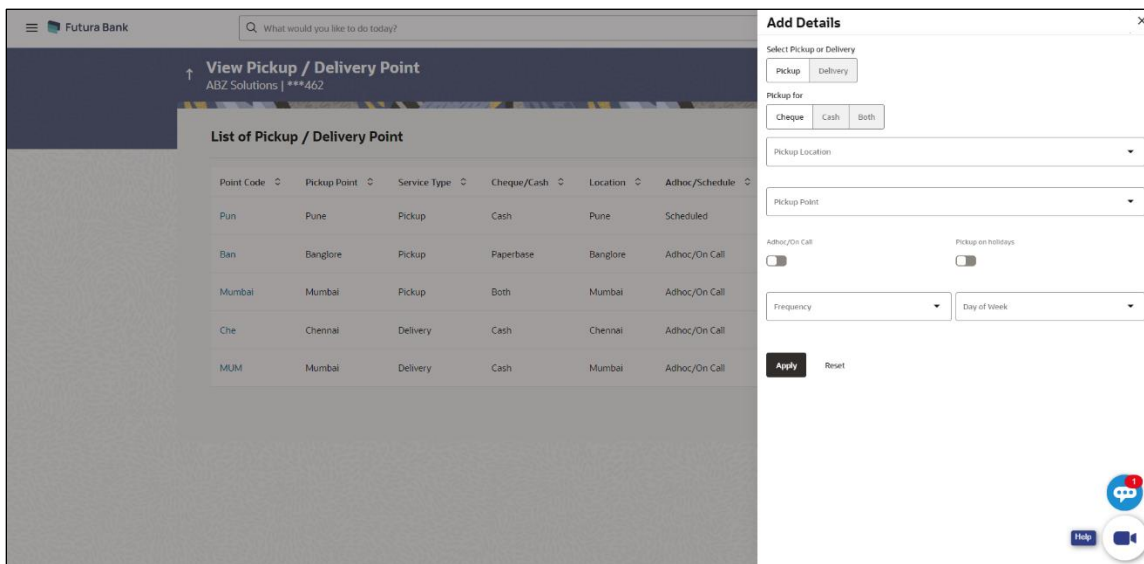 Futura Bank
What would you like to do today?
View Pickup / Delivery Point
ABZ Solutions | ***462
List of Pickup / Delivery Point
Point Code Pickup Point Service Type Cheque/Cash Location Adhoc/Schedule
Pun Pune Pickup Cash Pune Scheduled
Ban Banglore Pickup Paperbase Banglore Adhoc/On Call
Mumbai Mumbai Pickup Both Mumbai Adhoc/On Call
Che Chennai Delivery Cash Chennai Adhoc/On Call
MUM Mumbai Delivery Cash Mumbai Adhoc/On Call
Add Details
Select Pickup or Delivery
Pickup Delivery
Pickup for
Cheque Cash Both
Pickup Location
Pickup Point
Adhoc/On Call Pickup on holidays
Frequency Day of Week
Apply Reset
1
Help